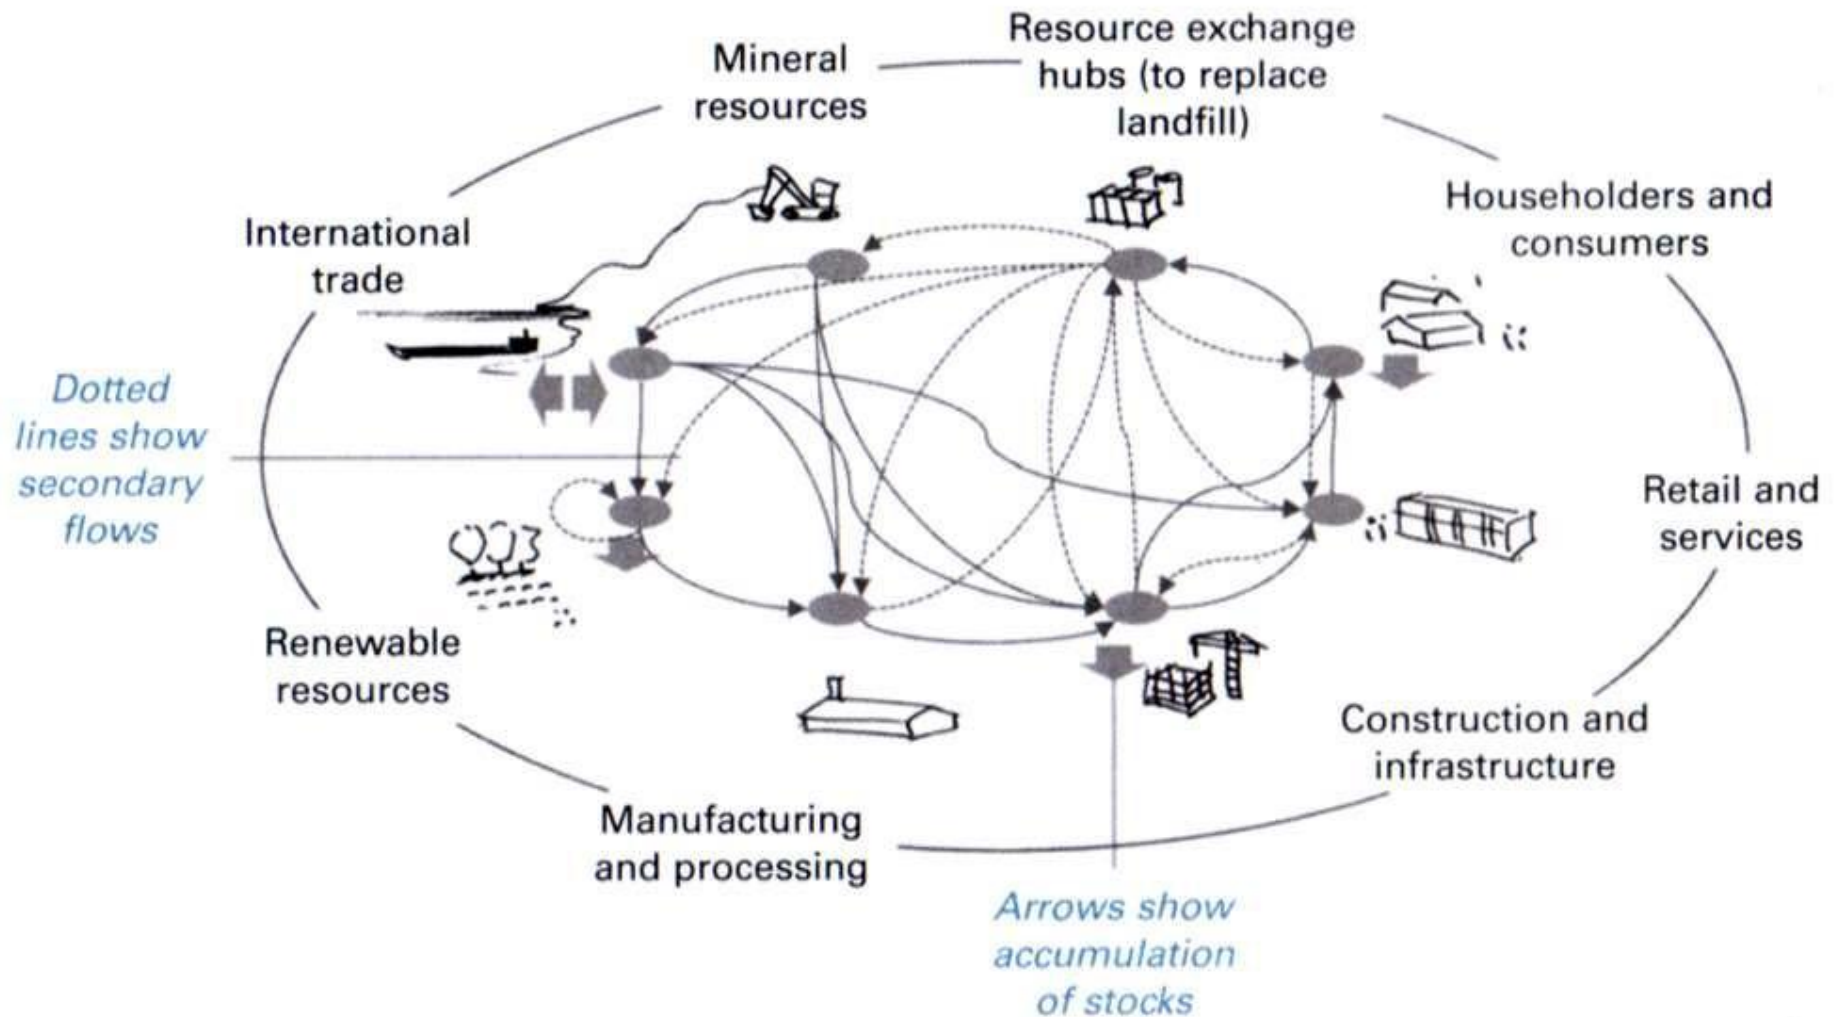 Mineral
resources
Resource exchange
hubs (to replace
landfill)
Householders and
consumers
International
trade
Dotted
lines show
secondary
flows
Retail and
services
Renewable
resources
Construction and
infrastructure
Manufacturing
and processing
Arrows show
accumulation
of stocks